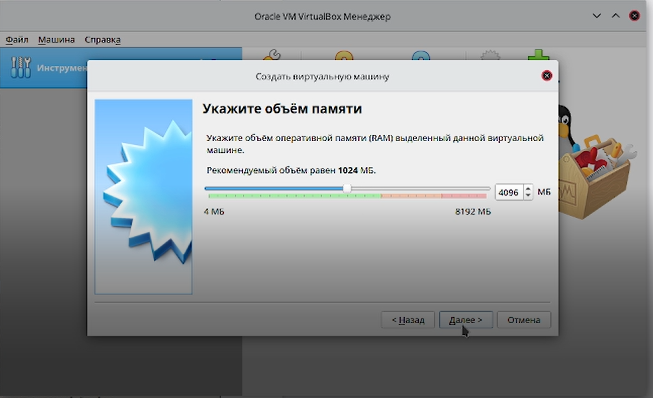 Oracle VM VirtualBox Менеджер
Файл Машина Справка
Создать виртуальную машину
Укажите объём памяти
Укажите объём оперативной памяти (RAM) выделенный данной виртуальной
машине.
Рекомендуемый объём равен 1024 МБ.
4096 МБ
4 МБ 8192 МБ
< Назад Далее > Отмена